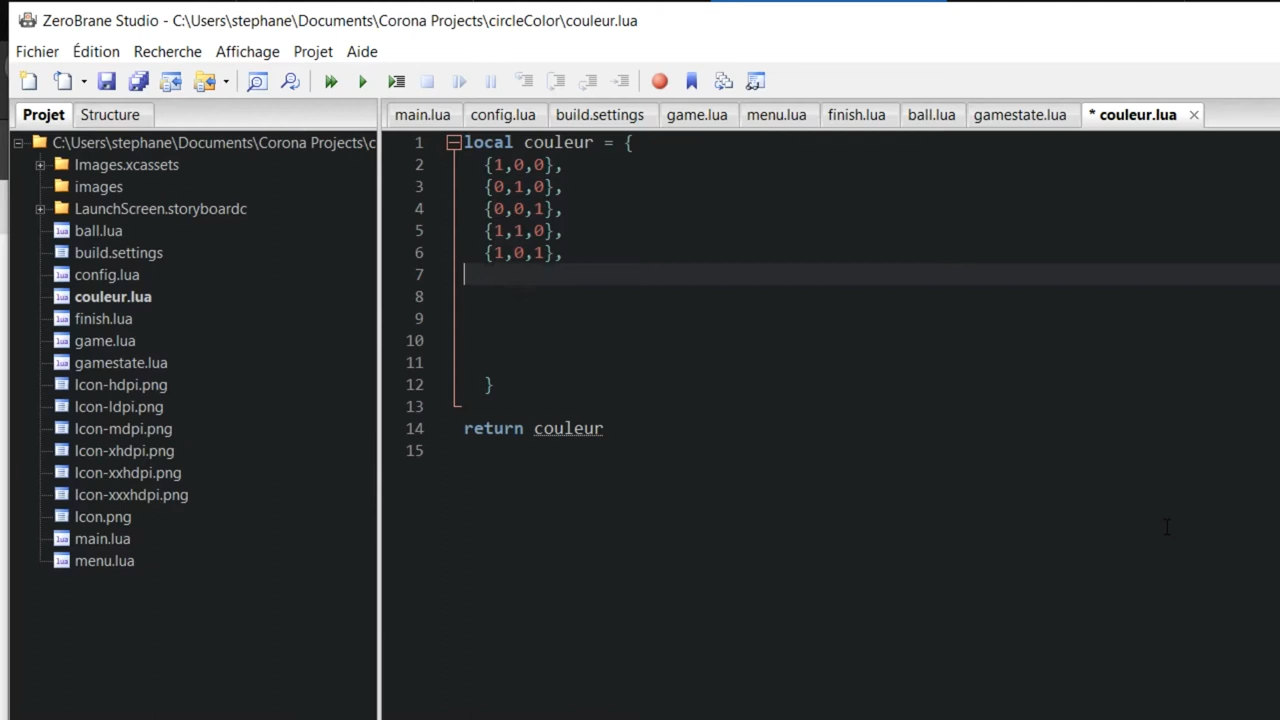 ZeroBrane Studio - C:\Users\stephane\Documents\Corona Projects\circleColor\couleur.lua
Fichier Édition Recherche Affichage Projet Aide
Projet Structure
main.lua config.lua build.settings game.lua menu.lua finish.lua ball.lua gamestate.lua * couleur.lua
C:\Users\stephane\Documents\Corona Projects\c
Images.xcassets
images
LaunchScreen.storyboardc
ball.lua
build.settings
config.lua
couleur.lua
finish.lua
game.lua
gamestate.lua
Icon-hdpi.png
Icon-ldpi.png
Icon-mdpi.png
Icon-xhdpi.png
Icon-xxhdpi.png
Icon-xxxhdpi.png
Icon.png
main.lua
menu.lua
1 local couleur = {
2 {1,0,0},
3 {0,1,0},
4 {0,0,1},
5 {1,1,0},
6 {1,0,1},
7
8
9
10
11
12 }
13
14 return couleur
15